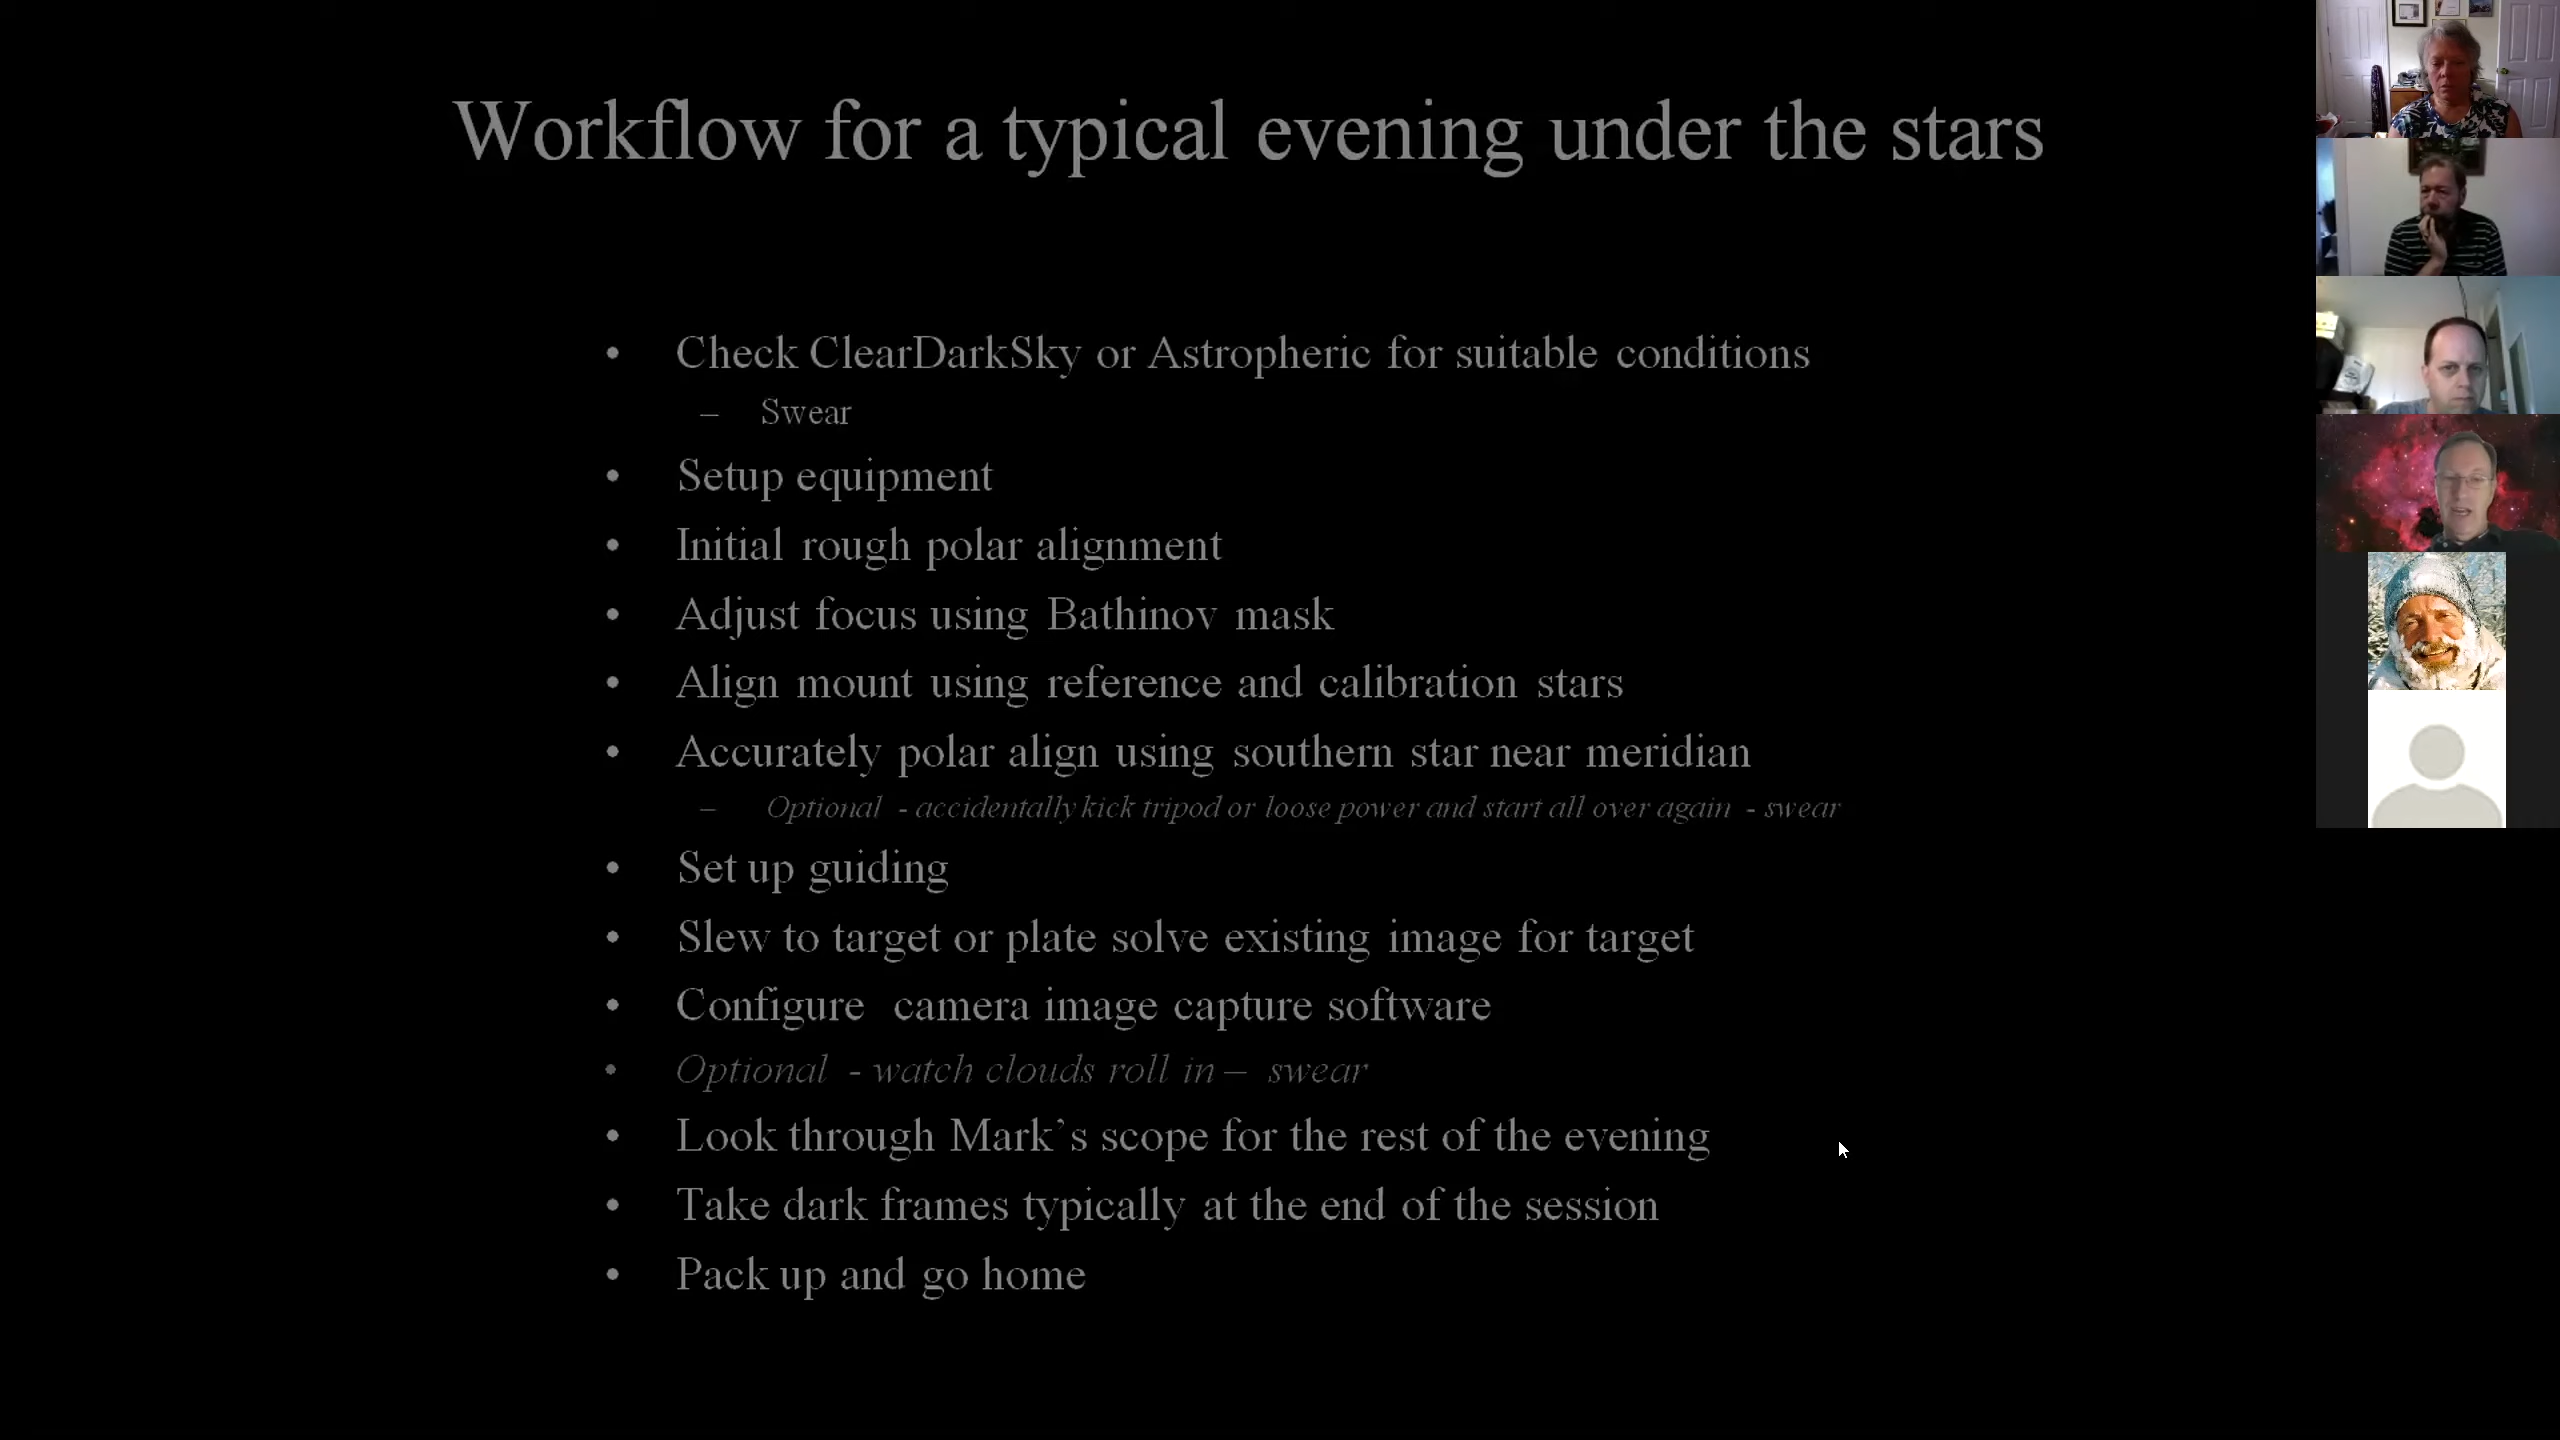 Workflow for a typical evening under the stars
• Check ClearDarkSky or Astropheric for suitable conditions
– Swear
• Setup equipment
• Initial rough polar alignment
• Adjust focus using Bathinov mask
• Align mount using reference and calibration stars
• Accurately polar align using southern star near meridian
– Optional - accidentally kick tripod or loose power and start all over again - swear
• Set up guiding
• Slew to target or plate solve existing image for target
• Configure camera image capture software
• Optional - watch clouds roll in – swear
• Look through Mark's scope for the rest of the evening
• Take dark frames typically at the end of the session
• Pack up and go home